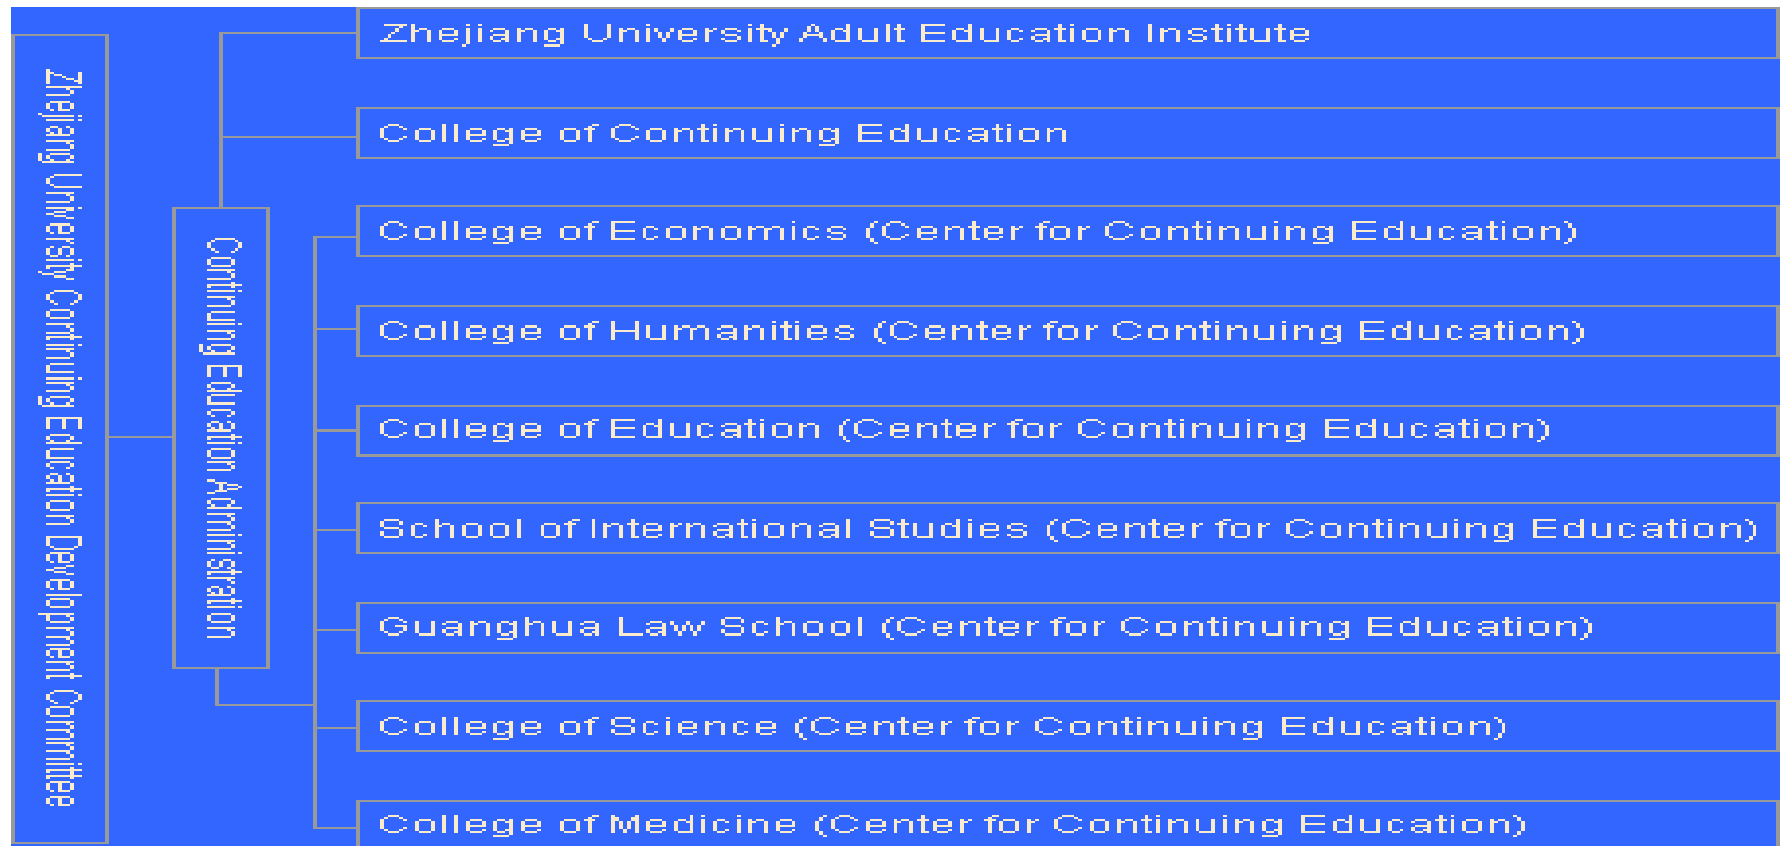 Zhejiang University Continuing Education Development Committee
Continuing Education Administration
Zhejiang University Adult Education Institute
College of Continuing Education
College of Economics (Center for Continuing Education)
College of Humanities (Center for Continuing Education)
College of Education (Center for Continuing Education)
School of International Studies (Center for Continuing Education)
Guanghua Law School (Center for Continuing Education)
College of Science (Center for Continuing Education)
College of Medicine (Center for Continuing Education)